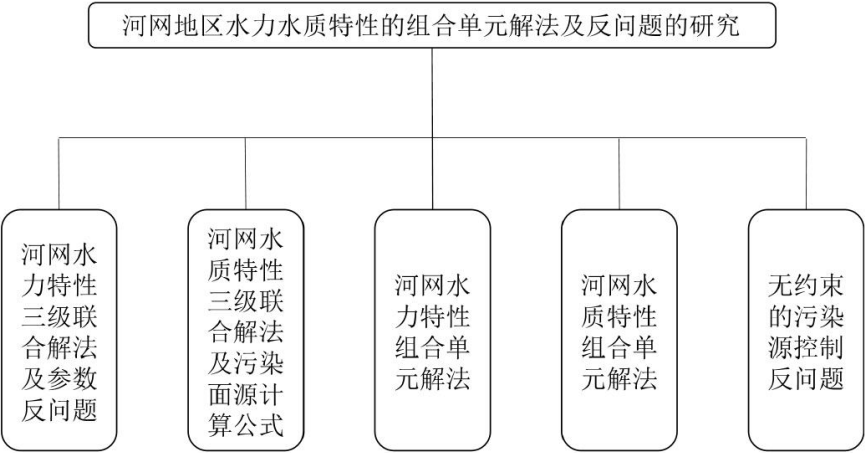 河网地区水力水质特性的组合单元解法及反问题的研究
河网水
力特性
三级联
合解法
及参数
反问题
河网水
质特性
三级联
合解法
及污染
面源计
算公式
河网水
力特性
组合单
元解法
河网水
质特性
组合单
元解法
无约束
的污染
源控制
反问题